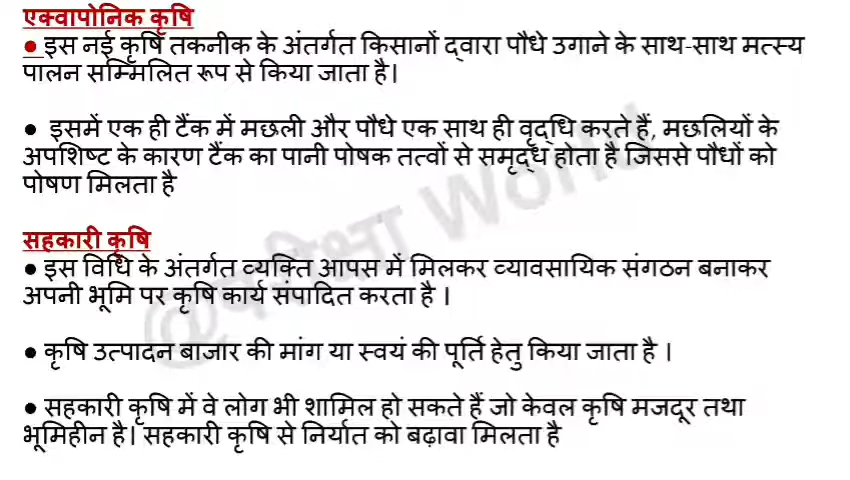 एक्वापोनिक कृषि
● इस नई कृषि तकनीक के अंतर्गत किसानों द्वारा पौधे उगाने के साथ-साथ मत्स्य
पालन सम्मिलित रूप से किया जाता है।
● इसमें एक ही टैंक में मछली और पौधे एक साथ ही वृद्धि करते हैं, मछलियों के
अपशिष्ट के कारण टैंक का पानी पोषक तत्वों से समृद्ध होता है जिससे पौधों को
पोषण मिलता है
सहकारी कृषि
● इस विधि के अंतर्गत व्यक्ति आपस में मिलकर व्यावसायिक संगठन बनाकर
अपनी भूमि पर कृषि कार्य संपादित करता है ।
● कृषि उत्पादन बाजार की मांग या स्वयं की पूर्ति हेतु किया जाता है ।
● सहकारी कृषि में वे लोग भी शामिल हो सकते हैं जो केवल कृषि मजदूर तथा
भूमिहीन है। सहकारी कृषि से निर्यात को बढ़ावा मिलता है
@परीक्षा World